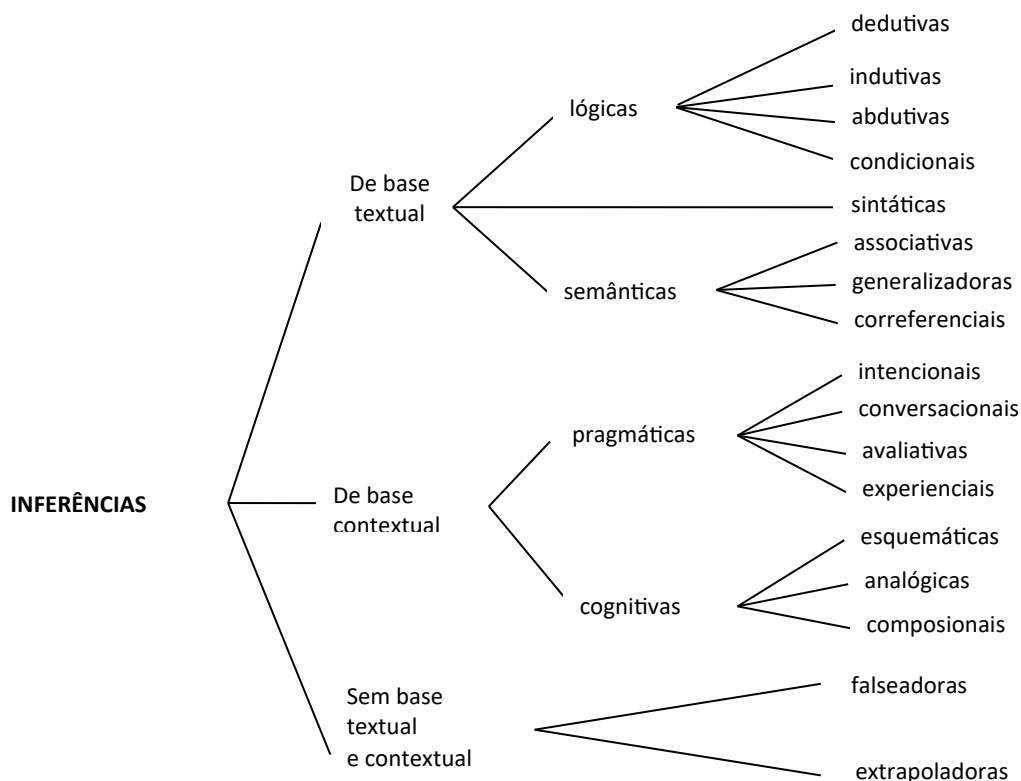 dedutivas
indutivas
lógicas
abdutivas
condicionais
De base
textual
sintáticas
associativas
semânticas
generalizadoras
correferenciais
intencionais
conversacionais
pragmáticas
avaliativas
experienciais
INFERÊNCIAS
De base
contextual
esquemáticas
analógicas
cognitivas
composionais
Sem base
textual
e contextual
falseadoras
extrapoladoras